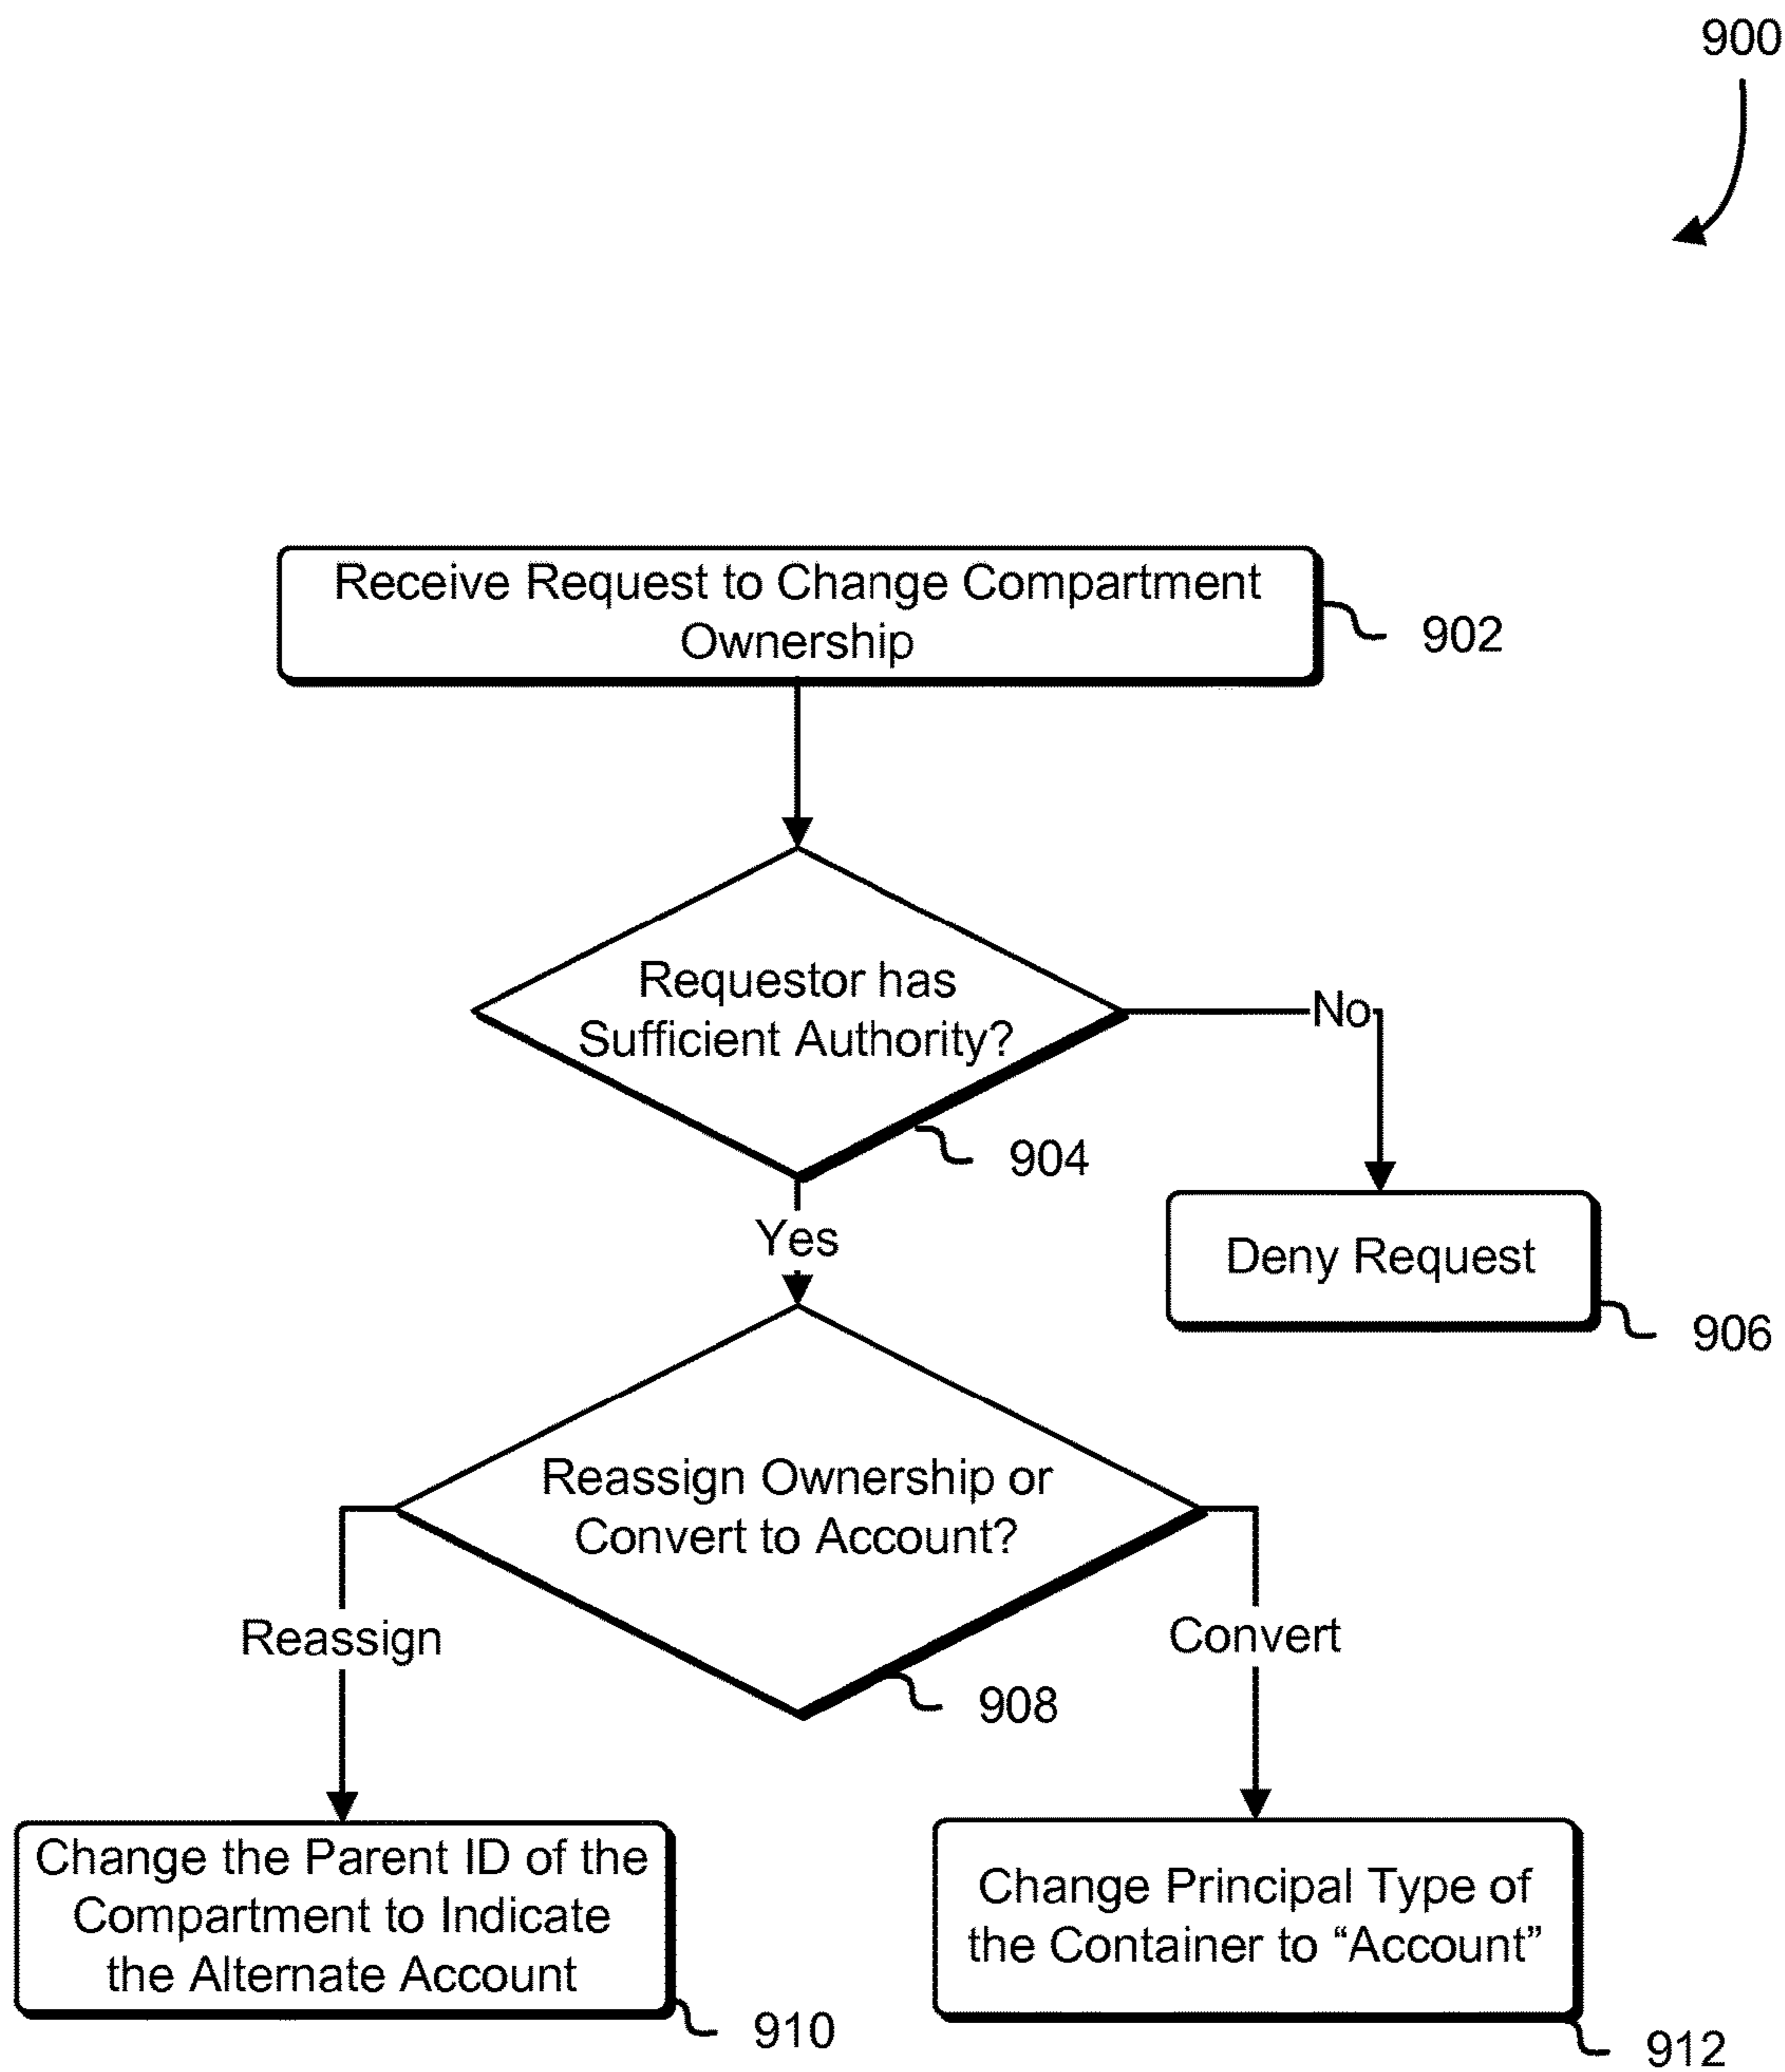 900
Receive Request to Change Compartment
Ownership
902
Requestor has
Sufficient Authority?
No
904
Yes
Deny Request
906
Reassign Ownership or
Convert to Account?
Reassign
Convert
908
Change the Parent ID of the
Compartment to Indicate
the Alternate Account
910
Change Principal Type of
the Container to “Account”
912